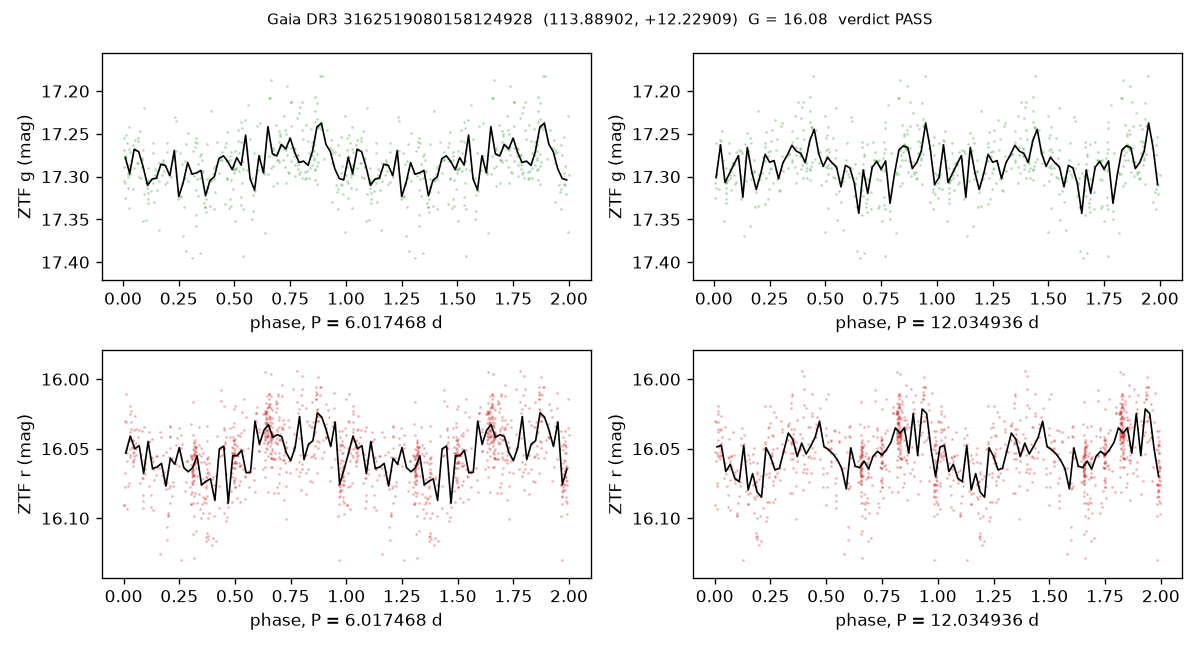 Gaia DR3 3162519080158124928 (113.88902, +12.22909) G = 16.08 verdict PASS
ZTF g (mag)
17.20
17.25
17.30
17.35
17.40
0.00 0.25 0.50 0.75 1.00 1.25 1.50 1.75 2.00
phase, P = 6.017468 d
ZTF g (mag)
17.20
17.25
17.30
17.35
17.40
0.00 0.25 0.50 0.75 1.00 1.25 1.50 1.75 2.00
phase, P = 12.034936 d
ZTF r (mag)
16.00
16.05
16.10
0.00 0.25 0.50 0.75 1.00 1.25 1.50 1.75 2.00
phase, P = 6.017468 d
ZTF r (mag)
16.00
16.05
16.10
0.00 0.25 0.50 0.75 1.00 1.25 1.50 1.75 2.00
phase, P = 12.034936 d